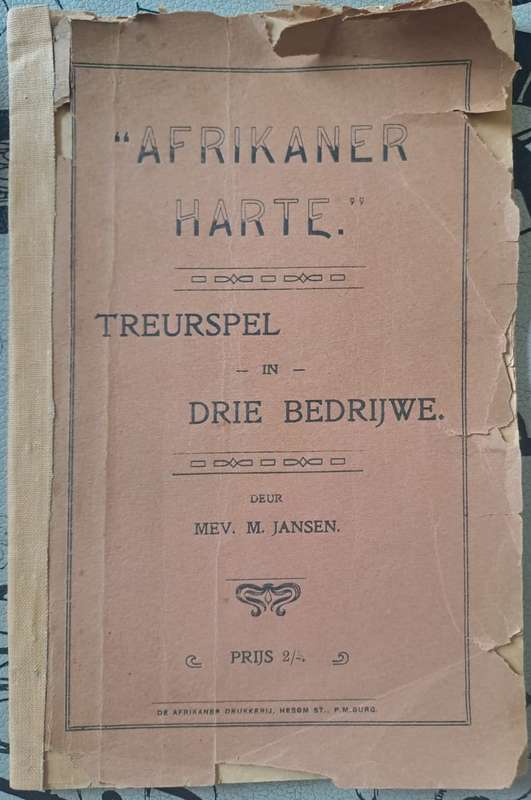 "AFRIKANER
HARTE."
TREURSPEL
– IN –
DRIE BEDRIJWE.
DEUR
MEV. M. JANSEN.
PRIJS 2/-.
DE AFRIKANER DRUKKERIJ, HESOM ST., P.M.BURG.